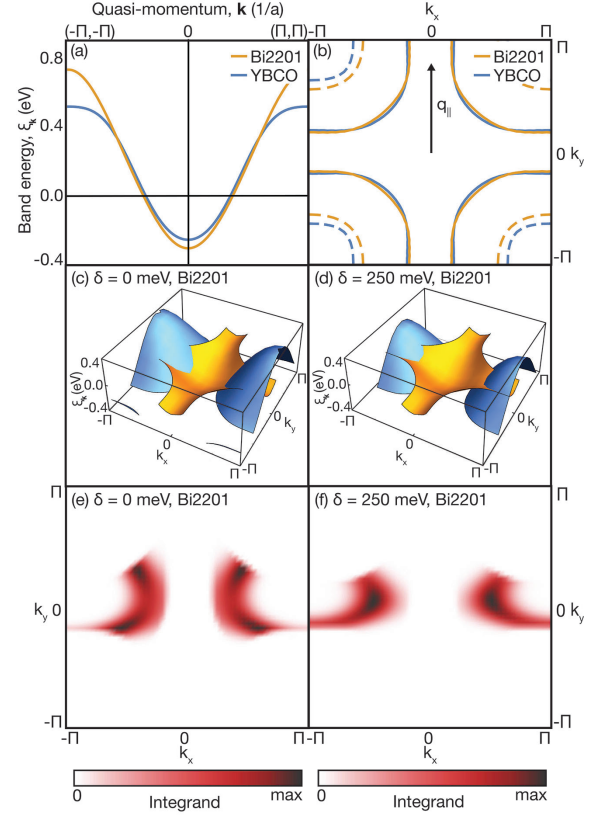 Quasi-momentum, k (1/a)
(-Π,-Π) 0 (Π,Π)
k_x
-Π 0 Π
(a)
Bi2201
YBCO
0.8
0.4
0.0
-0.4
Band energy, ξ_k (eV)
(b)
Bi2201
YBCO
q_||
Π
0 k_y
-Π
(c) δ = 0 meV, Bi2201
0.4
0.0
-0.4
ξ_k (eV)
-Π
0
k_x
Π
-Π
0
k_y
Π
(d) δ = 250 meV, Bi2201
0.4
0.0
-0.4
ξ_k (eV)
-Π
0
k_x
Π
-Π
0
k_y
Π
(e) δ = 0 meV, Bi2201
Π
k_y 0
-Π
-Π 0 Π
k_x
(f) δ = 250 meV, Bi2201
Π
0 k_y
-Π
-Π 0 Π
k_x
0 Integrand max
0 Integrand max